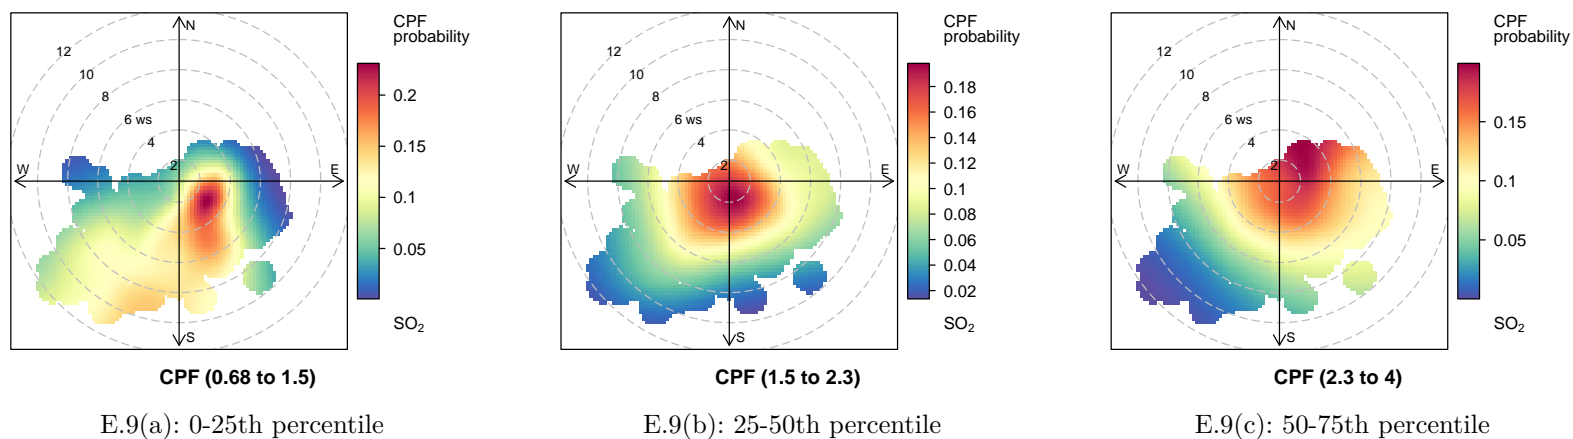 CPF
probability
N
12
10
8
6 ws
4
2
W
E
S
0.2
0.15
0.1
0.05
SO2
CPF (0.68 to 1.5)
E.9(a): 0-25th percentile
CPF
probability
N
12
10
8
6 ws
4
2
W
E
S
0.18
0.16
0.14
0.12
0.1
0.08
0.06
0.04
0.02
SO2
CPF (1.5 to 2.3)
E.9(b): 25-50th percentile
CPF
probability
N
12
10
8
6 ws
4
2
W
E
S
0.15
0.1
0.05
SO2
CPF (2.3 to 4)
E.9(c): 50-75th percentile